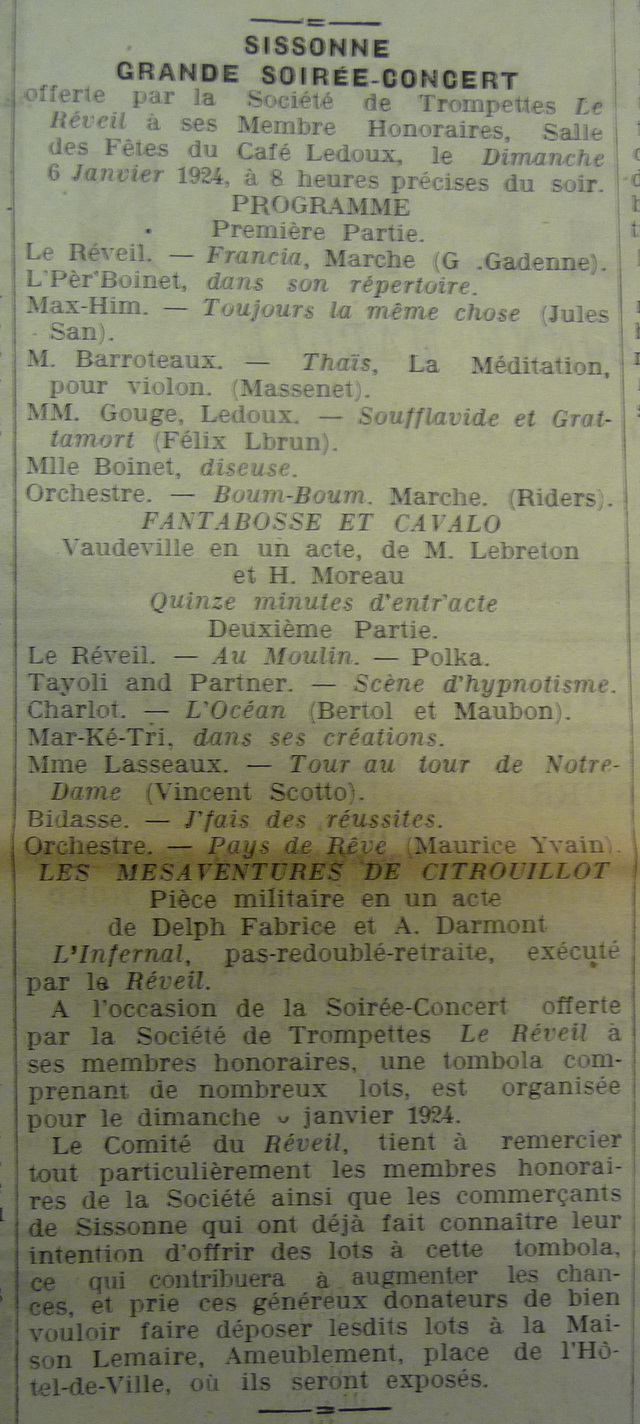 SISSONNE
GRANDE SOIRÉE-CONCERT
offerte par la Société de Trompettes Le
Réveil à ses Membre Honoraires, Salle
des Fêtes du Café Ledoux, le Dimanche
6 Janvier 1924, à 8 heures précises du soir.
PROGRAMME
Première Partie.
Le Réveil. — Francia, Marche (G .Gadenne).
L'Pèr'Boinet, dans son répertoire.
Max-Him. — Toujours la même chose (Jules
San).
M. Barroteaux. — Thaïs, La Méditation,
pour violon. (Massenet).
MM. Gouge, Ledoux. — Soufflavide et Grat-
tamort (Félix Lbrun).
Mlle Boinet, diseuse.
Orchestre. — Boum-Boum. Marche. (Riders).
FANTABOSSE ET CAVALO
Vaudeville en un acte, de M. Lebreton
et H. Moreau
Quinze minutes d'entr'acte
Deuxième Partie.
Le Réveil. — Au Moulin. — Polka.
Tayoli and Partner. — Scène d'hypnotisme.
Charlot. — L'Océan (Bertol et Maubon).
Mar-Ké-Tri, dans ses créations.
Mme Lasseaux. — Tour au tour de Notre-
Dame (Vincent Scotto).
Bidasse. — J'fais des réussites.
Orchestre. — Pays de Rêve (Maurice Yvain).
LES MESAVENTURES DE CITROUILLOT
Pièce militaire en un acte
de Delph Fabrice et A. Darmont
L'Infernal, pas-redoublé-retraite, exécuté
par le Réveil.
A l'occasion de la Soirée-Concert offerte
par la Société de Trompettes Le Réveil à
ses membres honoraires, une tombola com-
prenant de nombreux lots, est organisée
pour le dimanche janvier 1924.
Le Comité du Réveil, tient à remercier
tout particulièrement les membres honorai-
res de la Société ainsi que les commerçants
de Sissonne qui ont déjà fait connaître leur
intention d'offrir des lots à cette tombola,
ce qui contribuera à augmenter les chan-
ces, et prie ces généreux donateurs de bien
vouloir faire déposer lesdits lots à la Mai-
son Lemaire, Ameublement, place de l'Hô-
tel-de-Ville, où ils seront exposés.